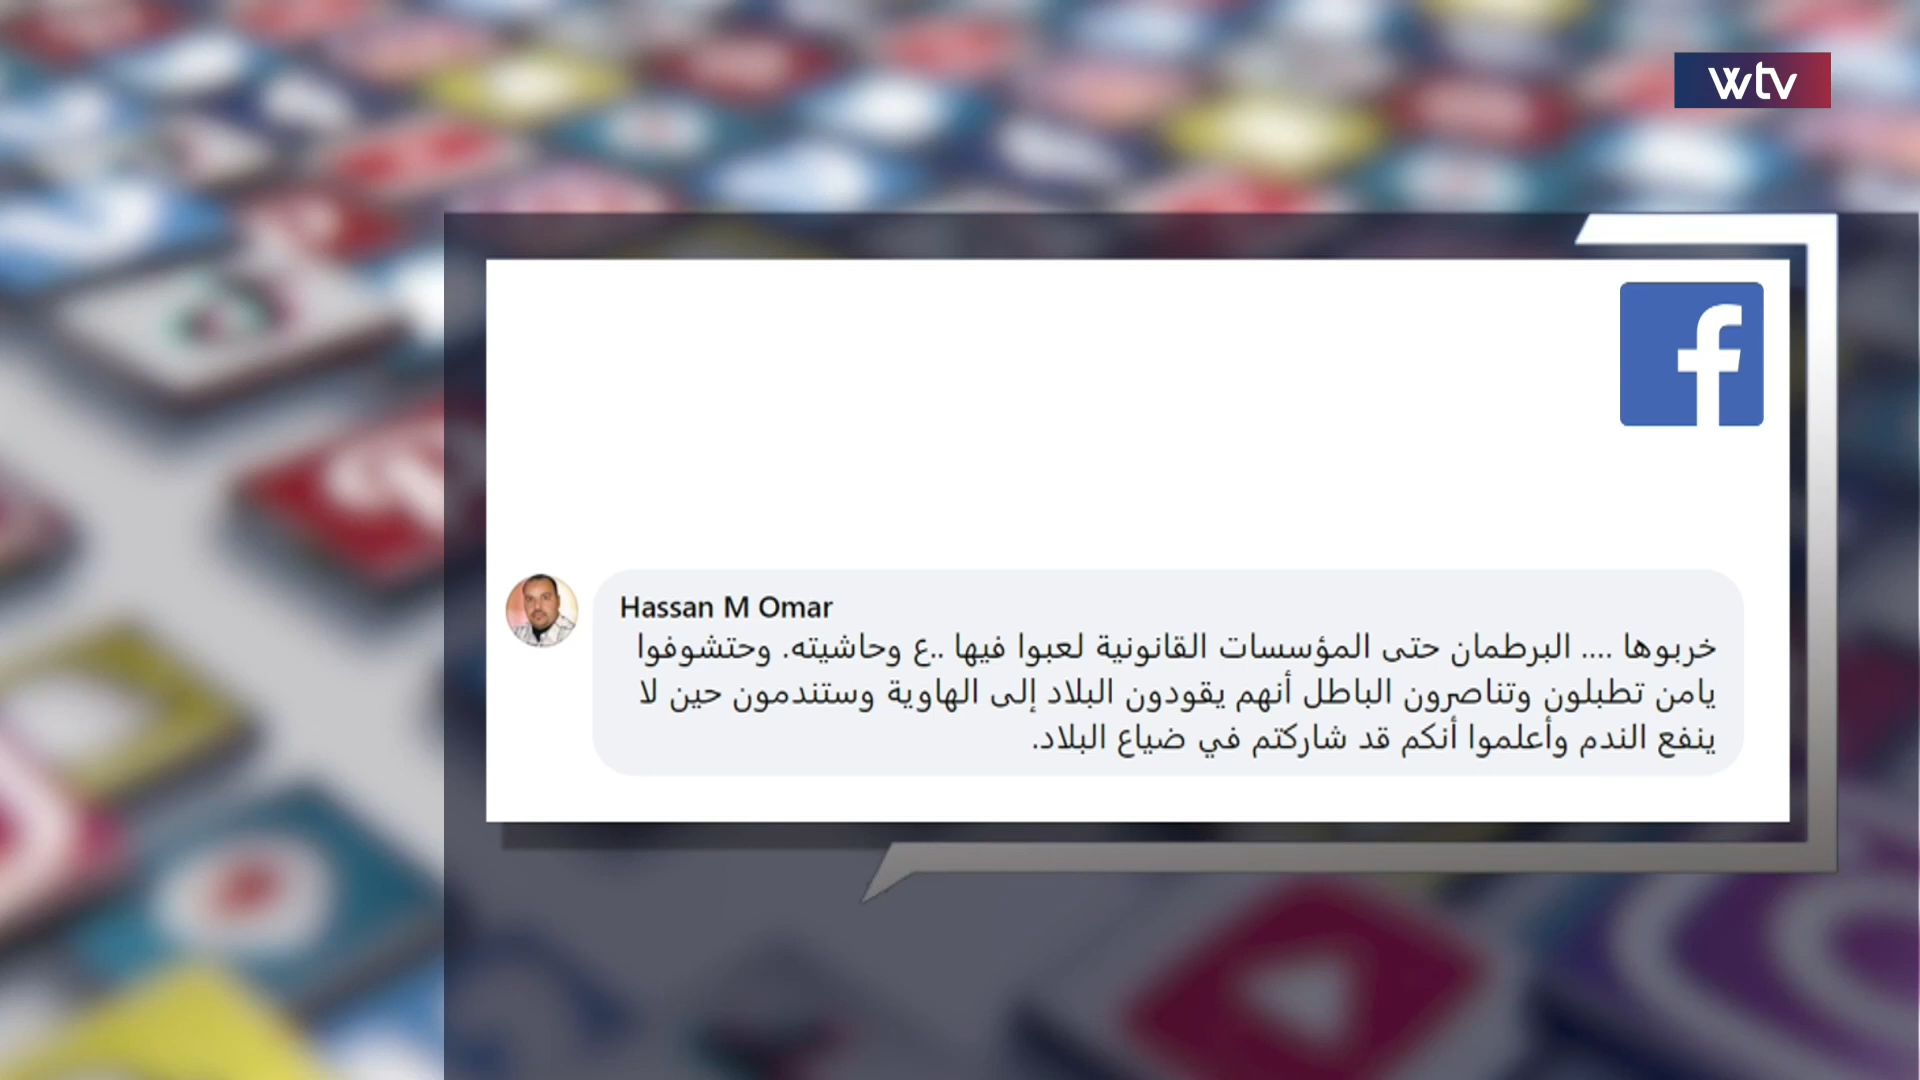 wtv
Hassan M Omar
خربوها .... البرطمان حتى المؤسسات القانونية لعبوا فيها ..ع وحاشيته. وحتشوفوا
يامن تطبلون وتناصرون الباطل أنهم يقودون البلاد إلى الهاوية وستندمون حين لا
ينفع الندم وأعلموا أنكم قد شاركتم في ضياع البلاد.